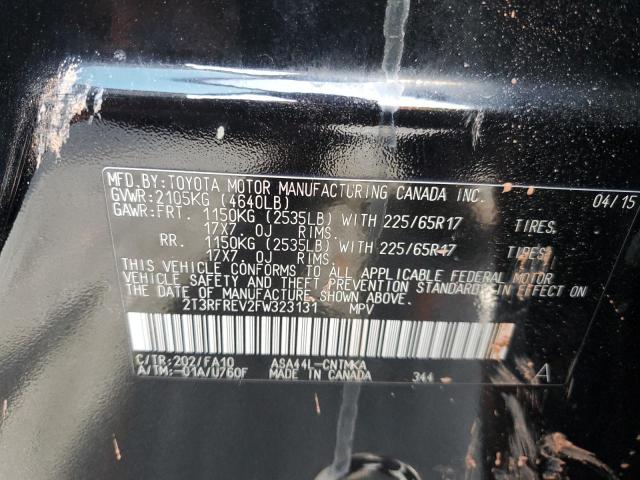 MFD.BY:TOYOTA MOTOR MANUFACTURING CANADA INC. 04/15
GVWR:2105KG (4640LB)
GAWR:FRT. 1150KG (2535LB) WITH 225/65R17 TIRES.
17X7 0J RIMS.
RR. 1150KG (2535LB) WITH 225/65R17 TIRES.
17X7 0J RIMS.
THIS VEHICLE CONFORMS TO ALL APPLICABLE FEDERAL MOTOR
VEHICLE SAFETY AND THEFT PREVENTION STANDARDS IN EFFECT ON
THE DATE OF MANUFACTURE SHOWN ABOVE.
2T3RFREV2FW323131 MPV
C/TR:202/FA10 ASA44L-CNTMKA
A/TM:-01A/U760F MADE IN CANADA 344 A